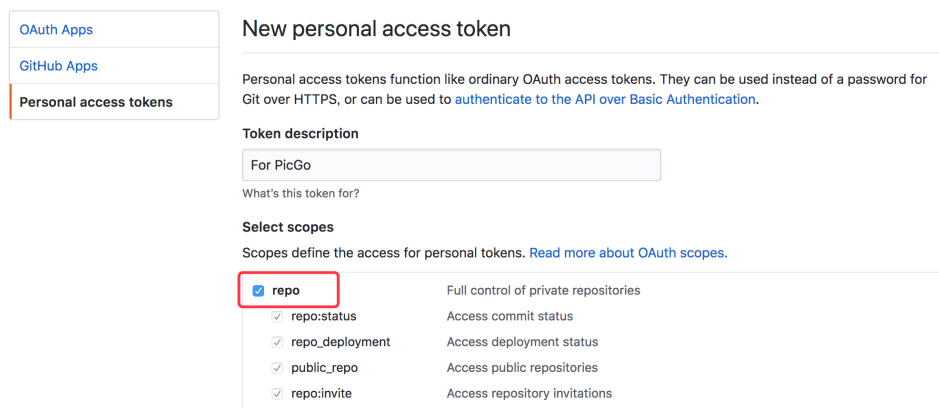 OAuth Apps
GitHub Apps
Personal access tokens
New personal access token
Personal access tokens function like ordinary OAuth access tokens. They can be used instead of a password for
Git over HTTPS, or can be used to authenticate to the API over Basic Authentication.
Token description
For PicGo
What's this token for?
Select scopes
Scopes define the access for personal tokens. Read more about OAuth scopes.
repo Full control of private repositories
repo:status Access commit status
repo_deployment Access deployment status
public_repo Access public repositories
repo:invite Access repository invitations